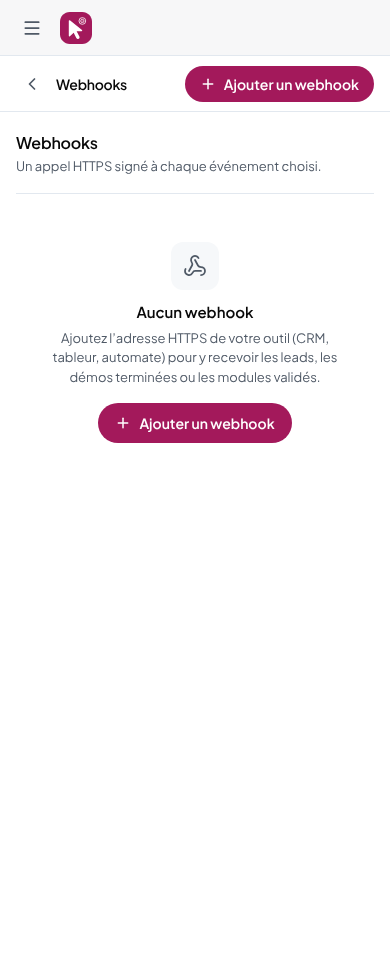 Webhooks
Ajouter un webhook
Webhooks
Un appel HTTPS signé à chaque événement choisi.
Aucun webhook
Ajoutez l’adresse HTTPS de votre outil (CRM,
tableur, automate) pour y recevoir les leads, les
démos terminées ou les modules validés.
Ajouter un webhook